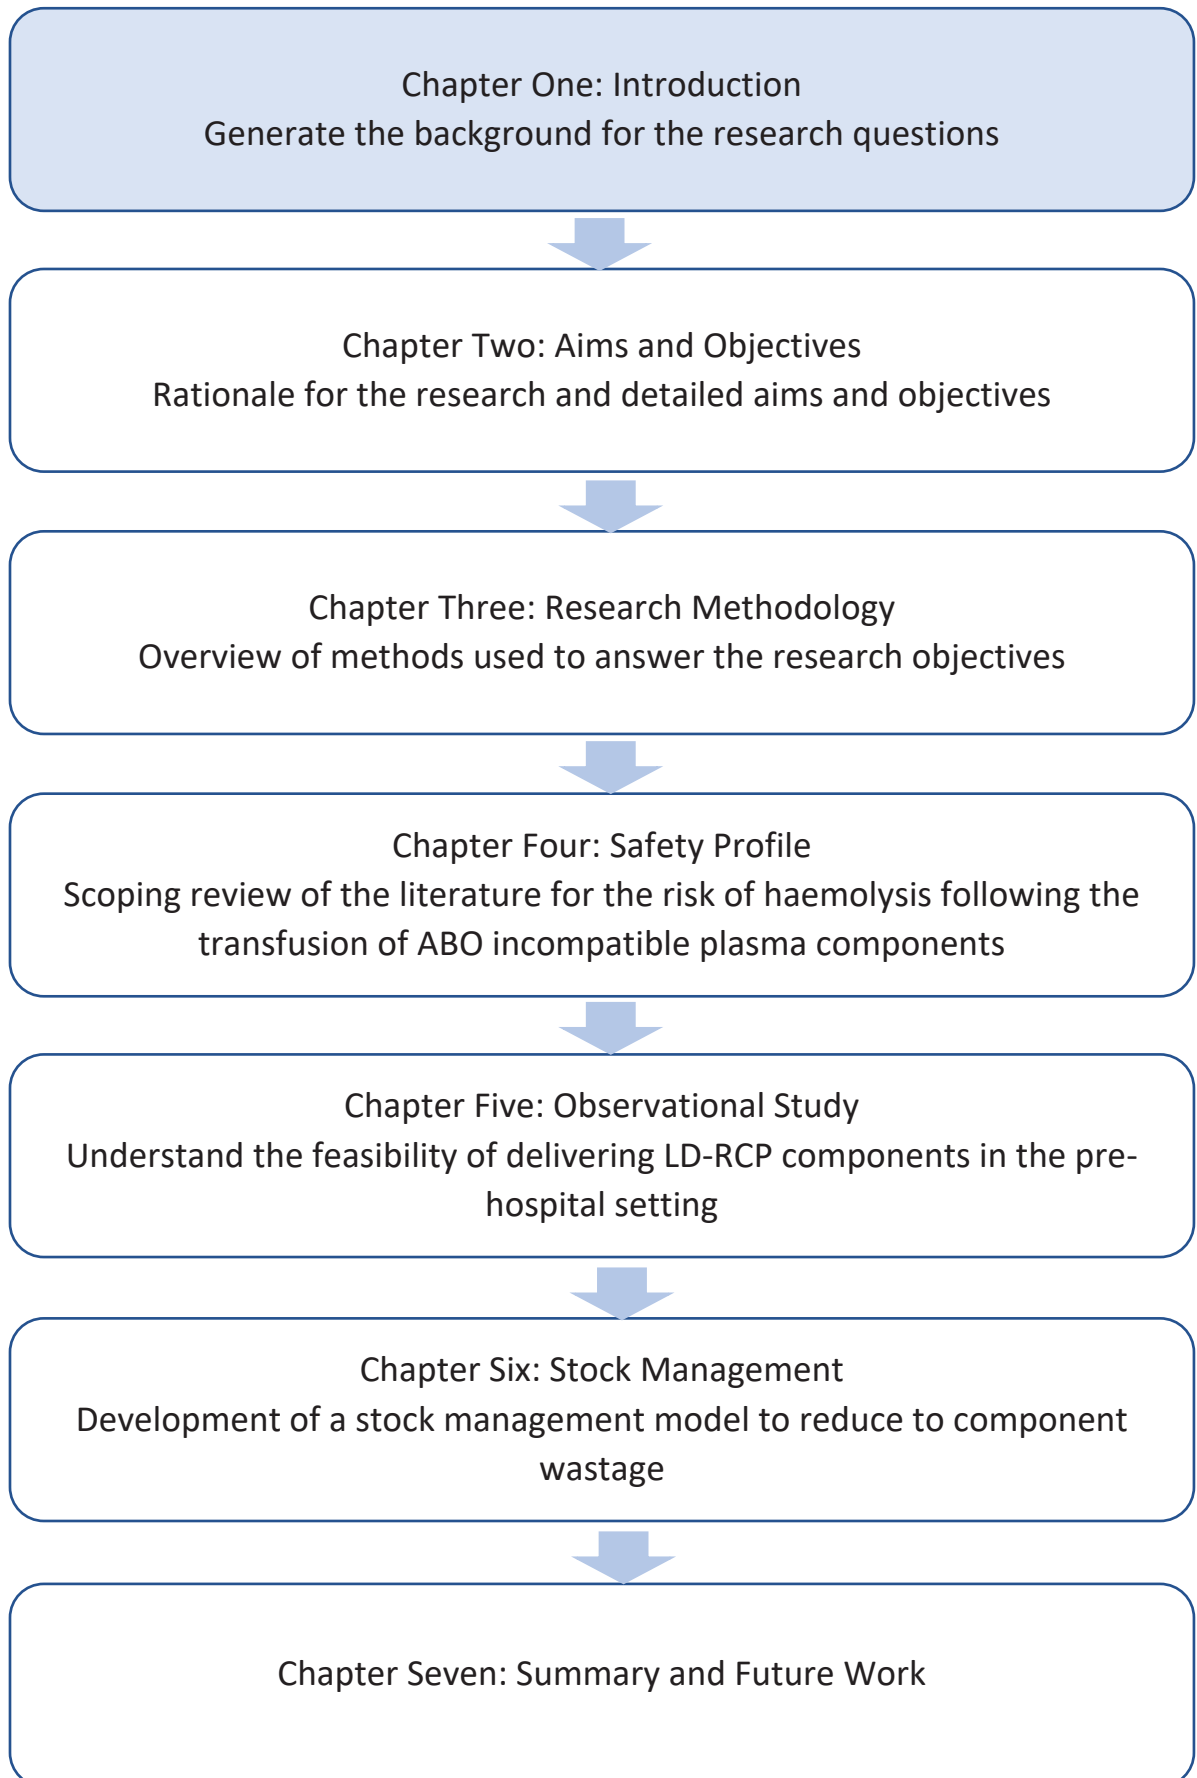 Chapter One: Introduction
Generate the background for the research questions
Chapter Two: Aims and Objectives
Rationale for the research and detailed aims and objectives
Chapter Three: Research Methodology
Overview of methods used to answer the research objectives
Chapter Four: Safety Profile
Scoping review of the literature for the risk of haemolysis following the
transfusion of ABO incompatible plasma components
Chapter Five: Observational Study
Understand the feasibility of delivering LD-RCP components in the pre-
hospital setting
Chapter Six: Stock Management
Development of a stock management model to reduce to component
wastage
Chapter Seven: Summary and Future Work